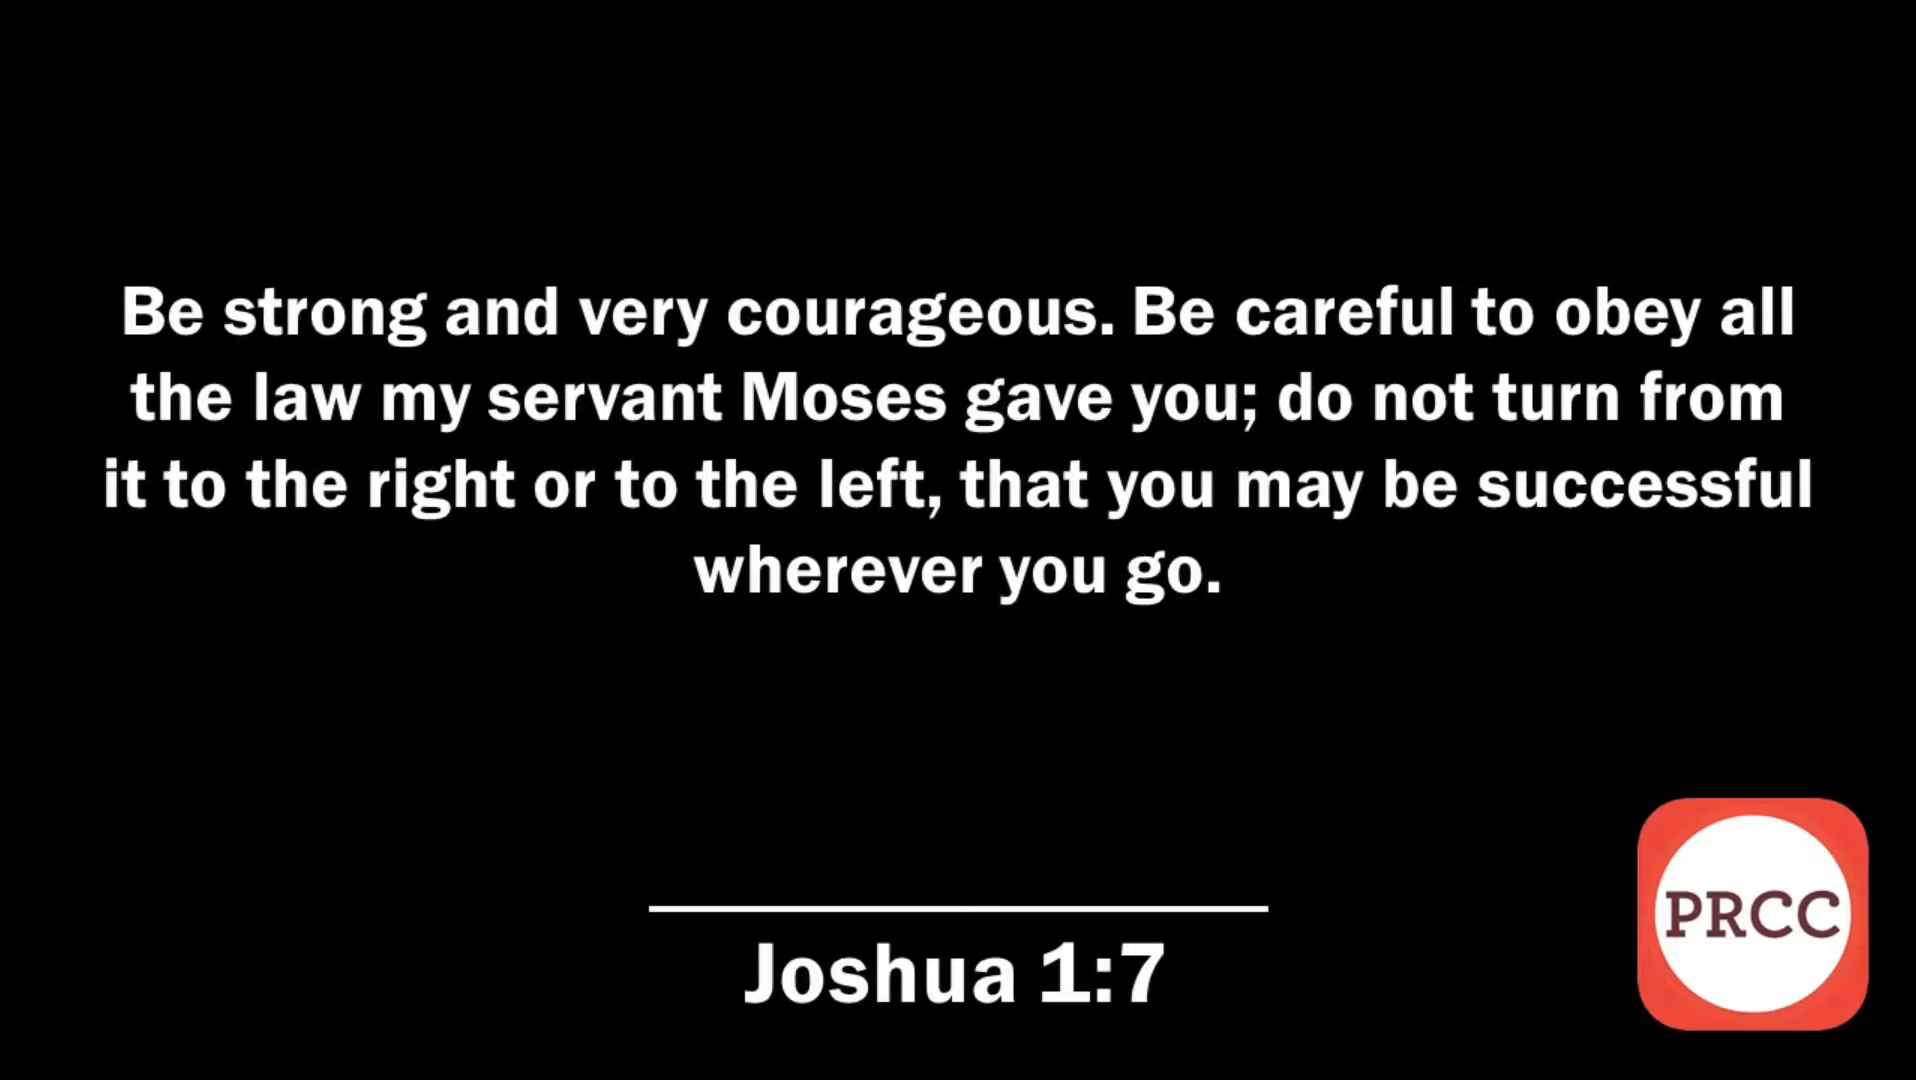 Be strong and very courageous. Be careful to obey all
the law my servant Moses gave you; do not turn from
it to the right or to the left, that you may be successful
wherever you go.
Joshua 1:7
PRCC